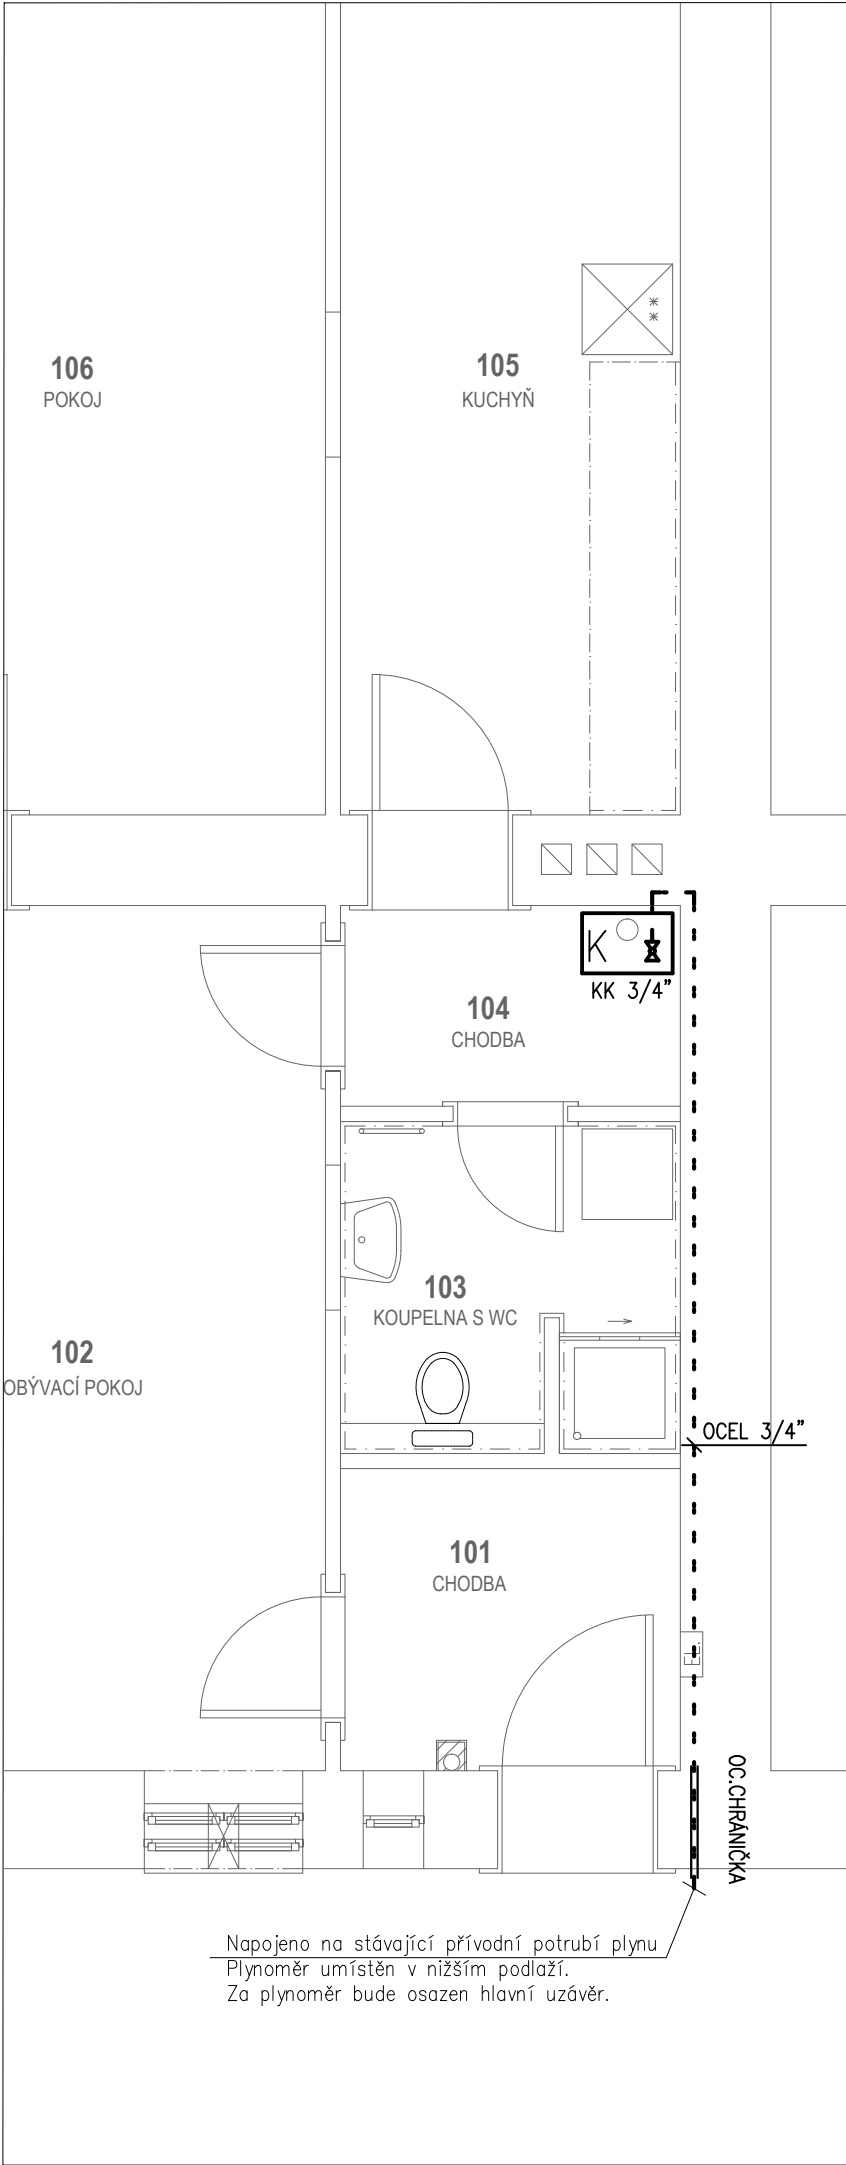 106
POKOJ
105
KUCHYŇ
K
KK 3/4"
104
CHODBA
103
KOUPELNA S WC
102
OBÝVACÍ POKOJ
OCEL 3/4"
101
CHODBA
OC.CHRÁNIČKA
Napojeno na stávající přívodní potrubí plynu
Plynoměr umístěn v nižším podlaží.
Za plynoměr bude osazen hlavní uzávěr.